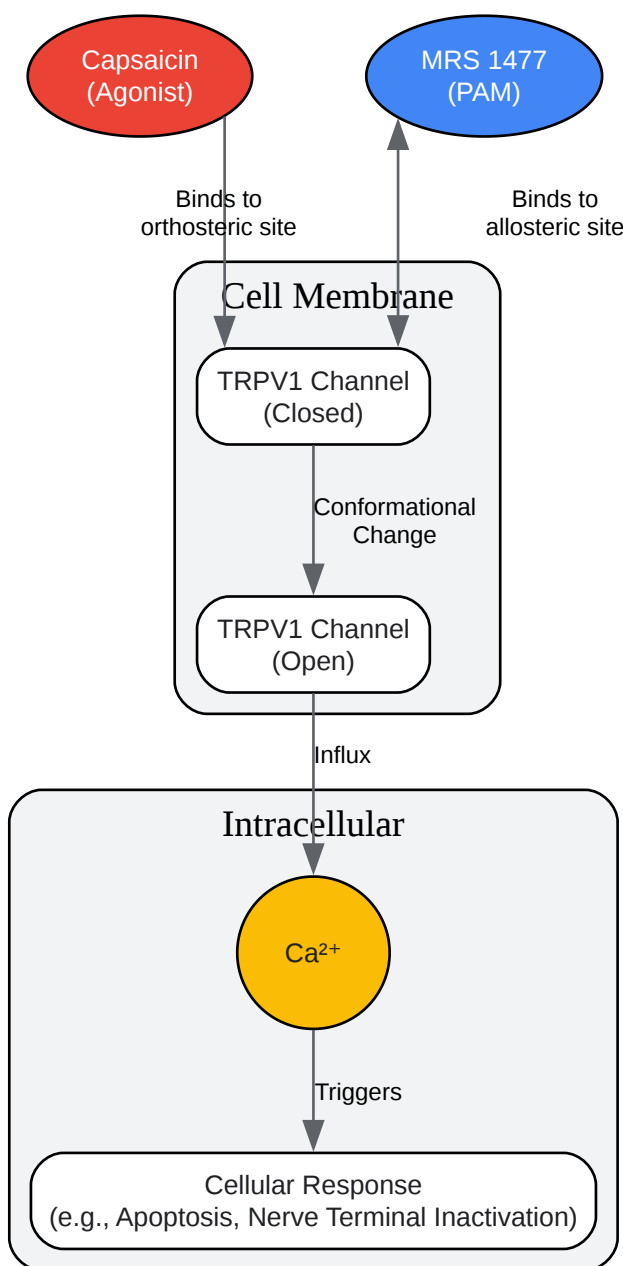 Capsaicin
(Agonist)
MRS 1477
(PAM)
Binds to
orthosteric site
Binds to
allosteric site
Cell Membrane
TRPV1 Channel
(Closed)
Conformational
Change
TRPV1 Channel
(Open)
Influx
Intracellular
Ca²⁺
Triggers
Cellular Response
(e.g., Apoptosis, Nerve Terminal Inactivation)